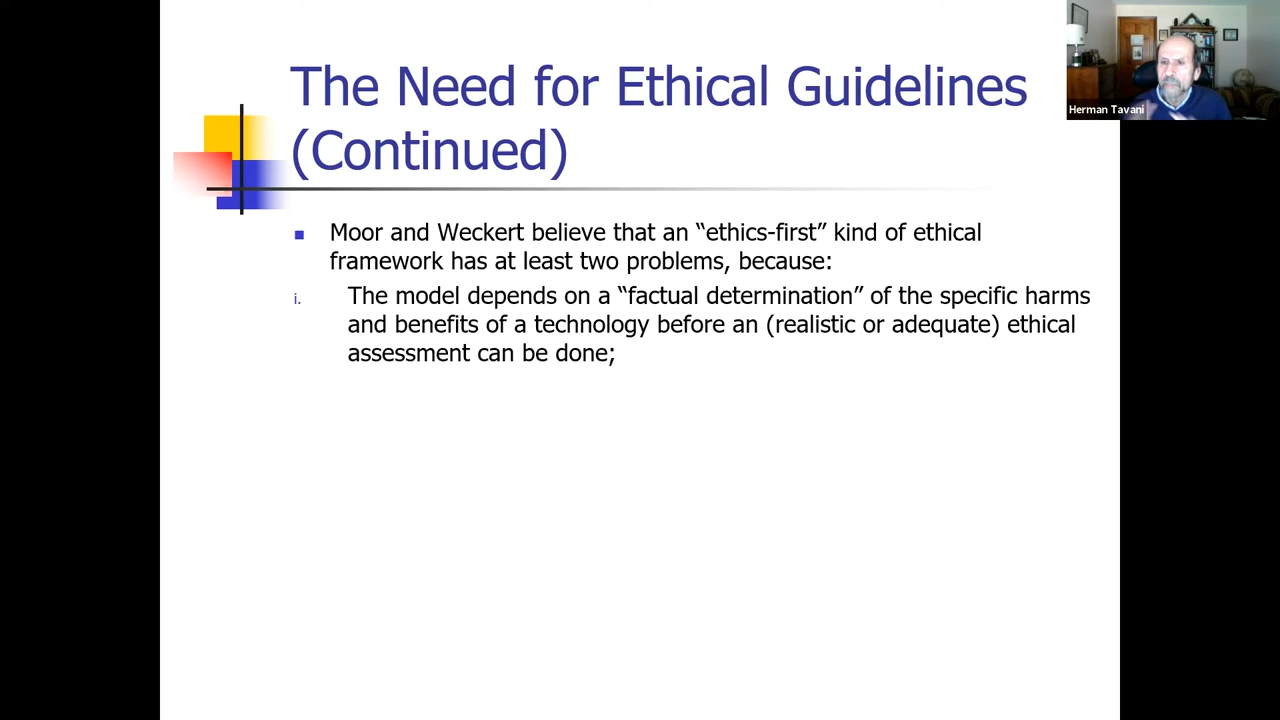 The Need for Ethical Guidelines
(Continued)
Herman Tavani
Moor and Weckert believe that an “ethics-first” kind of ethical
framework has at least two problems, because:
i. The model depends on a “factual determination” of the specific harms
and benefits of a technology before an (realistic or adequate) ethical
assessment can be done;